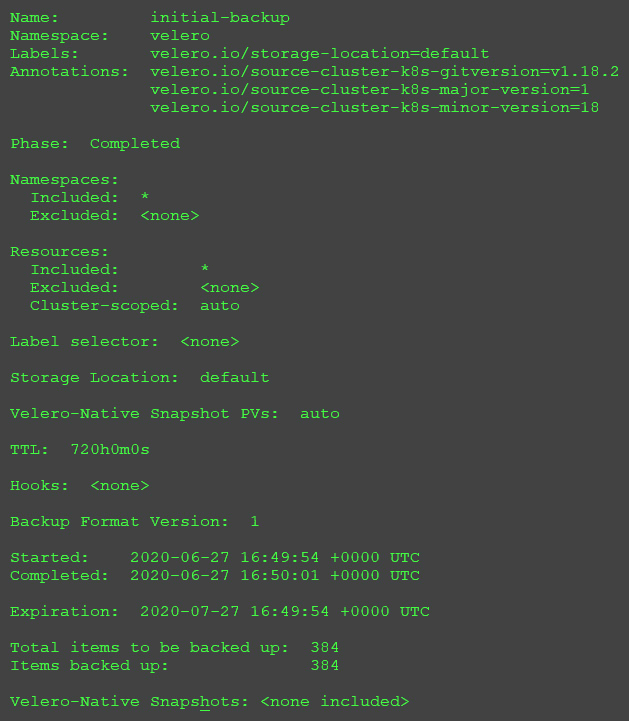 Name:         initial-backup
Namespace:    velero
Labels:       velero.io/storage-location=default
Annotations:  velero.io/source-cluster-k8s-gitversion=v1.18.2
              velero.io/source-cluster-k8s-major-version=1
              velero.io/source-cluster-k8s-minor-version=18

Phase:  Completed

Namespaces:
  Included:  *
  Excluded:  <none>

Resources:
  Included:        *
  Excluded:        <none>
  Cluster-scoped:  auto

Label selector:  <none>

Storage Location:  default

Velero-Native Snapshot PVs:  auto

TTL:  720h0m0s

Hooks:  <none>

Backup Format Version:  1

Started:    2020-06-27 16:49:54 +0000 UTC
Completed:  2020-06-27 16:50:01 +0000 UTC

Expiration:  2020-07-27 16:49:54 +0000 UTC

Total items to be backed up:  384
Items backed up:              384

Velero-Native Snapshots: <none included>